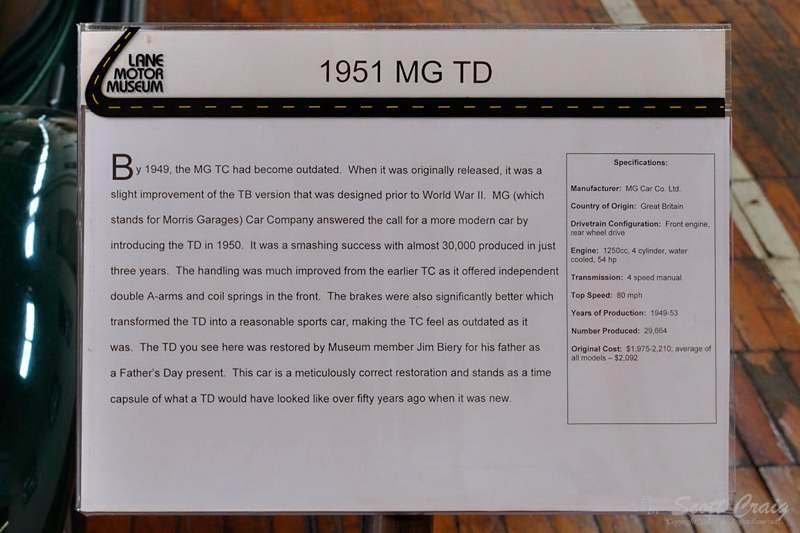 LANE
MOTOR
MUSEUM
1951 MG TD
By 1949, the MG TC had become outdated.  When it was originally released, it was a
slight improvement of the TB version that was designed prior to World War II.  MG (which
stands for Morris Garages) Car Company answered the call for a more modern car by
introducing the TD in 1950.  It was a smashing success with almost 30,000 produced in just
three years.  The handling was much improved from the earlier TC as it offered independent
double A-arms and coil springs in the front.  The brakes were also significantly better which
transformed the TD into a reasonable sports car, making the TC feel as outdated as it
was.  The TD you see here was restored by Museum member Jim Biery for his father as
a Father's Day present.  This car is a meticulously correct restoration and stands as a time
capsule of what a TD would have looked like over fifty years ago when it was new.
Specifications:
Manufacturer:  MG Car Co. Ltd.
Country of Origin:  Great Britain
Drivetrain Configuration:  Front engine,
rear wheel drive
Engine:  1250cc, 4 cylinder, water
cooled, 54 hp
Transmission:  4 speed manual
Top Speed:  80 mph
Years of Production:  1949-53
Number Produced:  29,664
Original Cost:  $1,975-2,210; average of
all models – $2,092
Scott Craig